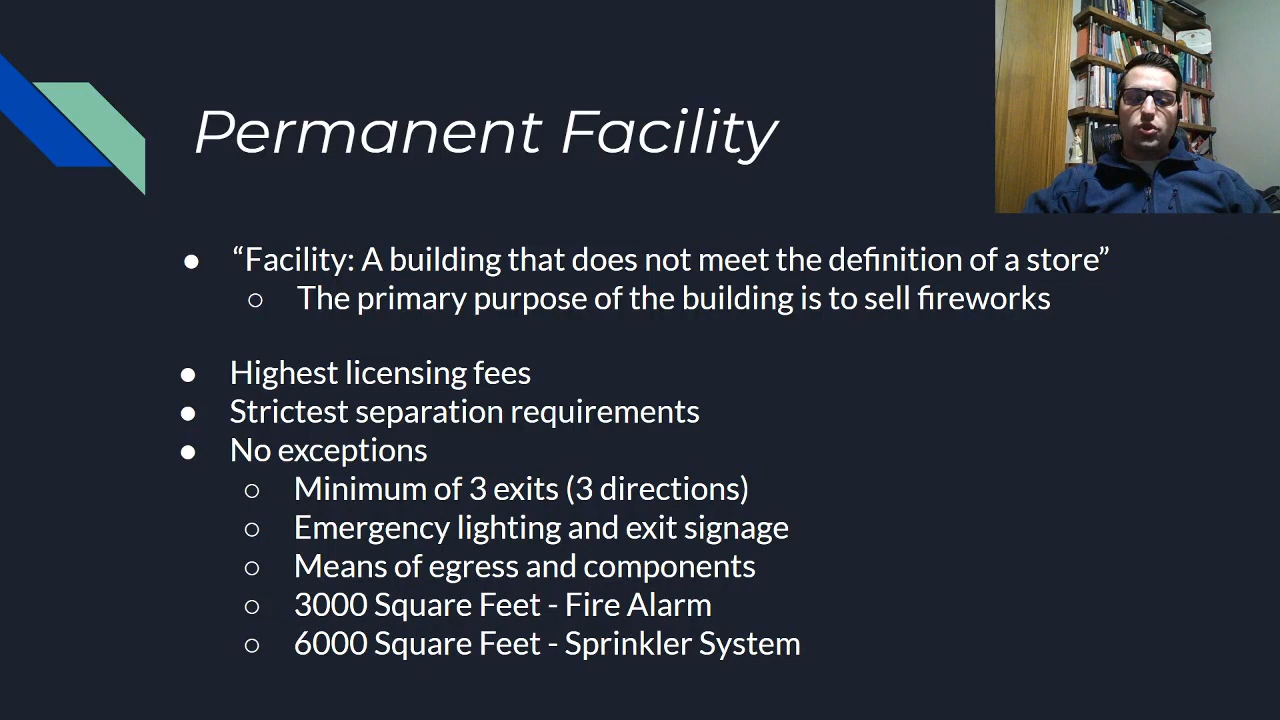 Permanent Facility
● “Facility: A building that does not meet the definition of a store”
○ The primary purpose of the building is to sell fireworks
● Highest licensing fees
● Strictest separation requirements
● No exceptions
○ Minimum of 3 exits (3 directions)
○ Emergency lighting and exit signage
○ Means of egress and components
○ 3000 Square Feet - Fire Alarm
○ 6000 Square Feet - Sprinkler System